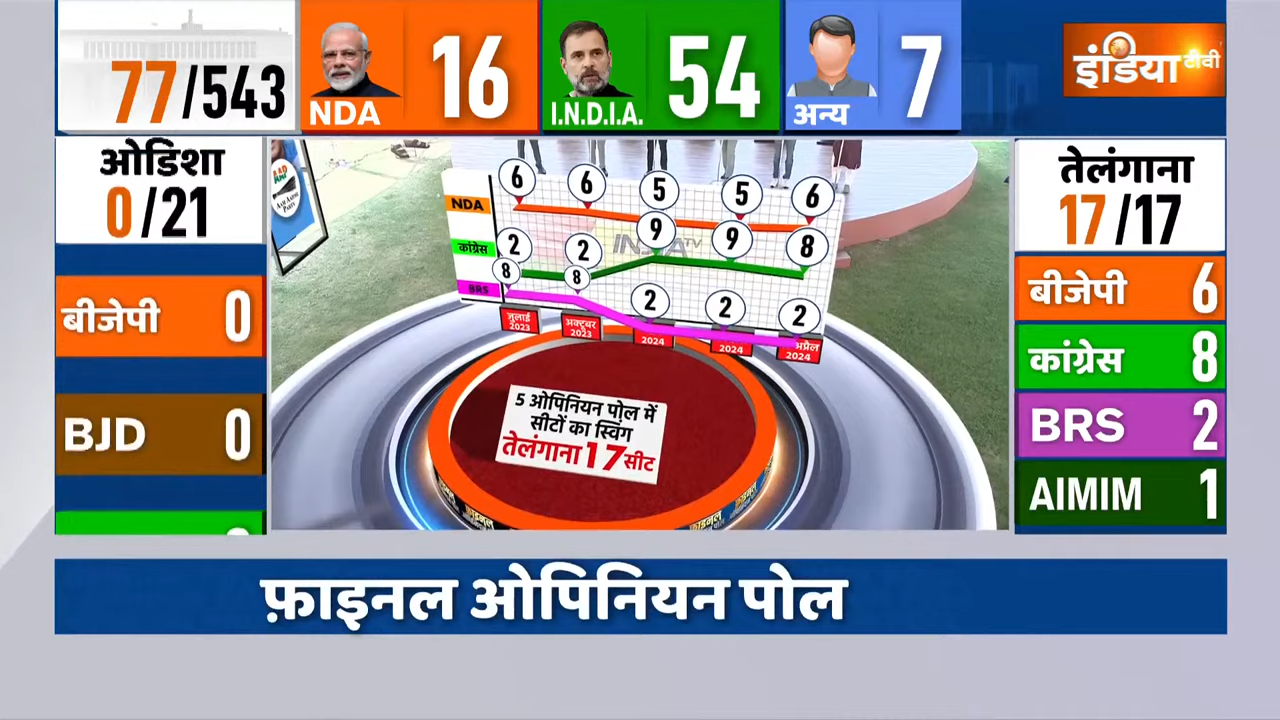 77/543
NDA
16
I.N.D.I.A.
54
अन्य
7
इंडिया टीवी
ओडिशा
0/21
बीजेपी 0
BJD 0
NDA
6
6
5
5
6
कांग्रेस
2
2
9
9
8
BRS
8
8
2
2
2
जुलाई
2023
अक्टूबर
2023
2024
2024
अप्रैल
2024
5 ओपिनियन पोल में
सीटों का स्विंग
तेलंगाना 17 सीट
तेलंगाना
17/17
बीजेपी 6
कांग्रेस 8
BRS 2
AIMIM 1
फ़ाइनल ओपिनियन पोल